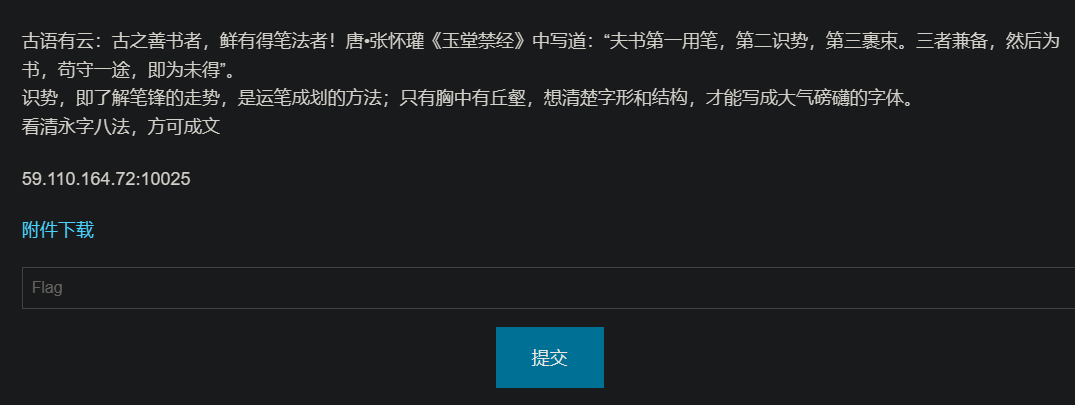 古语有云：古之善书者，鲜有得笔法者！唐•张怀瓘《玉堂禁经》中写道：“夫书第一用笔，第二识势，第三裹束。三者兼备，然后为
书，苟守一途，即为未得”。
识势，即了解笔锋的走势，是运笔成划的方法；只有胸中有丘壑，想清楚字形和结构，才能写成大气磅礴的字体。
看清永字八法，方可成文
59.110.164.72:10025
附件下载
Flag
提交